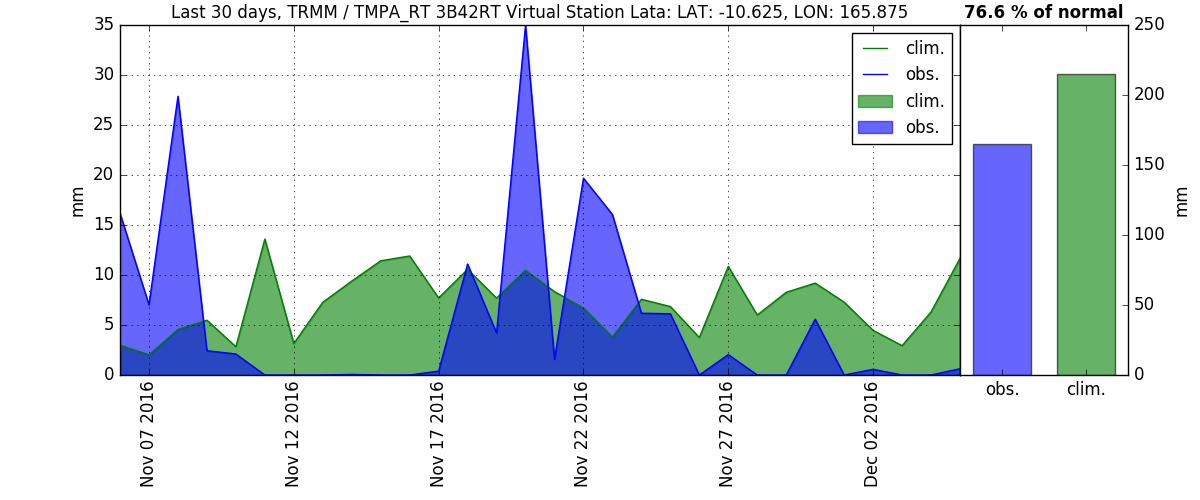 Last 30 days, TRMM / TMPA_RT 3B42RT Virtual Station Lata: LAT: -10.625, LON: 165.875
76.6 % of normal
35
30
25
20
15
10
5
0
mm
clim.
obs.
clim.
obs.
Nov 07 2016
Nov 12 2016
Nov 17 2016
Nov 22 2016
Nov 27 2016
Dec 02 2016
250
200
150
100
50
0
mm
obs.
clim.